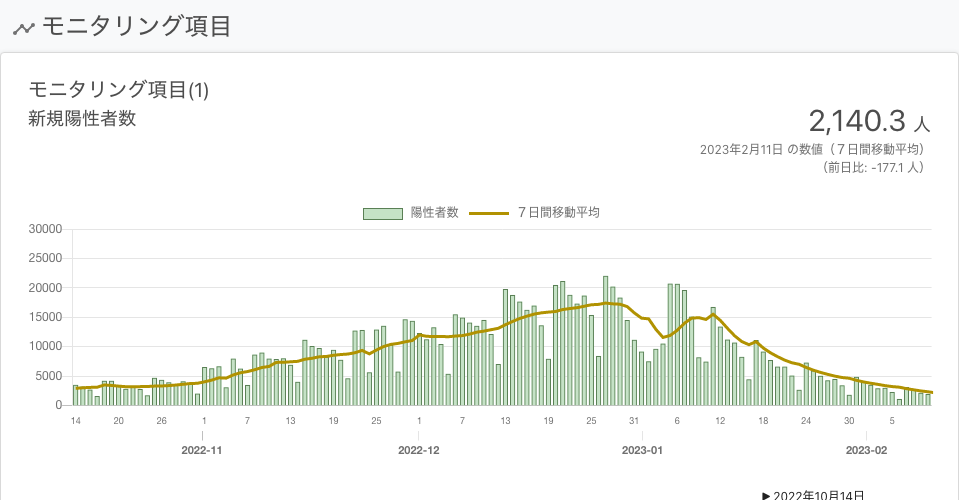 モニタリング項目
モニタリング項目(1)
新規陽性者数
2,140.3 人
2023年2月11日 の数値（７日間移動平均）
（前日比: -177.1 人）
陽性者数 ７日間移動平均
30000
25000
20000
15000
10000
5000
0
14 20 26 1 7 13 19 25 1 7 13 19 25 31 6 12 18 24 30 5
2022-11 2022-12 2023-01 2023-02
▶ 2022年10月14日